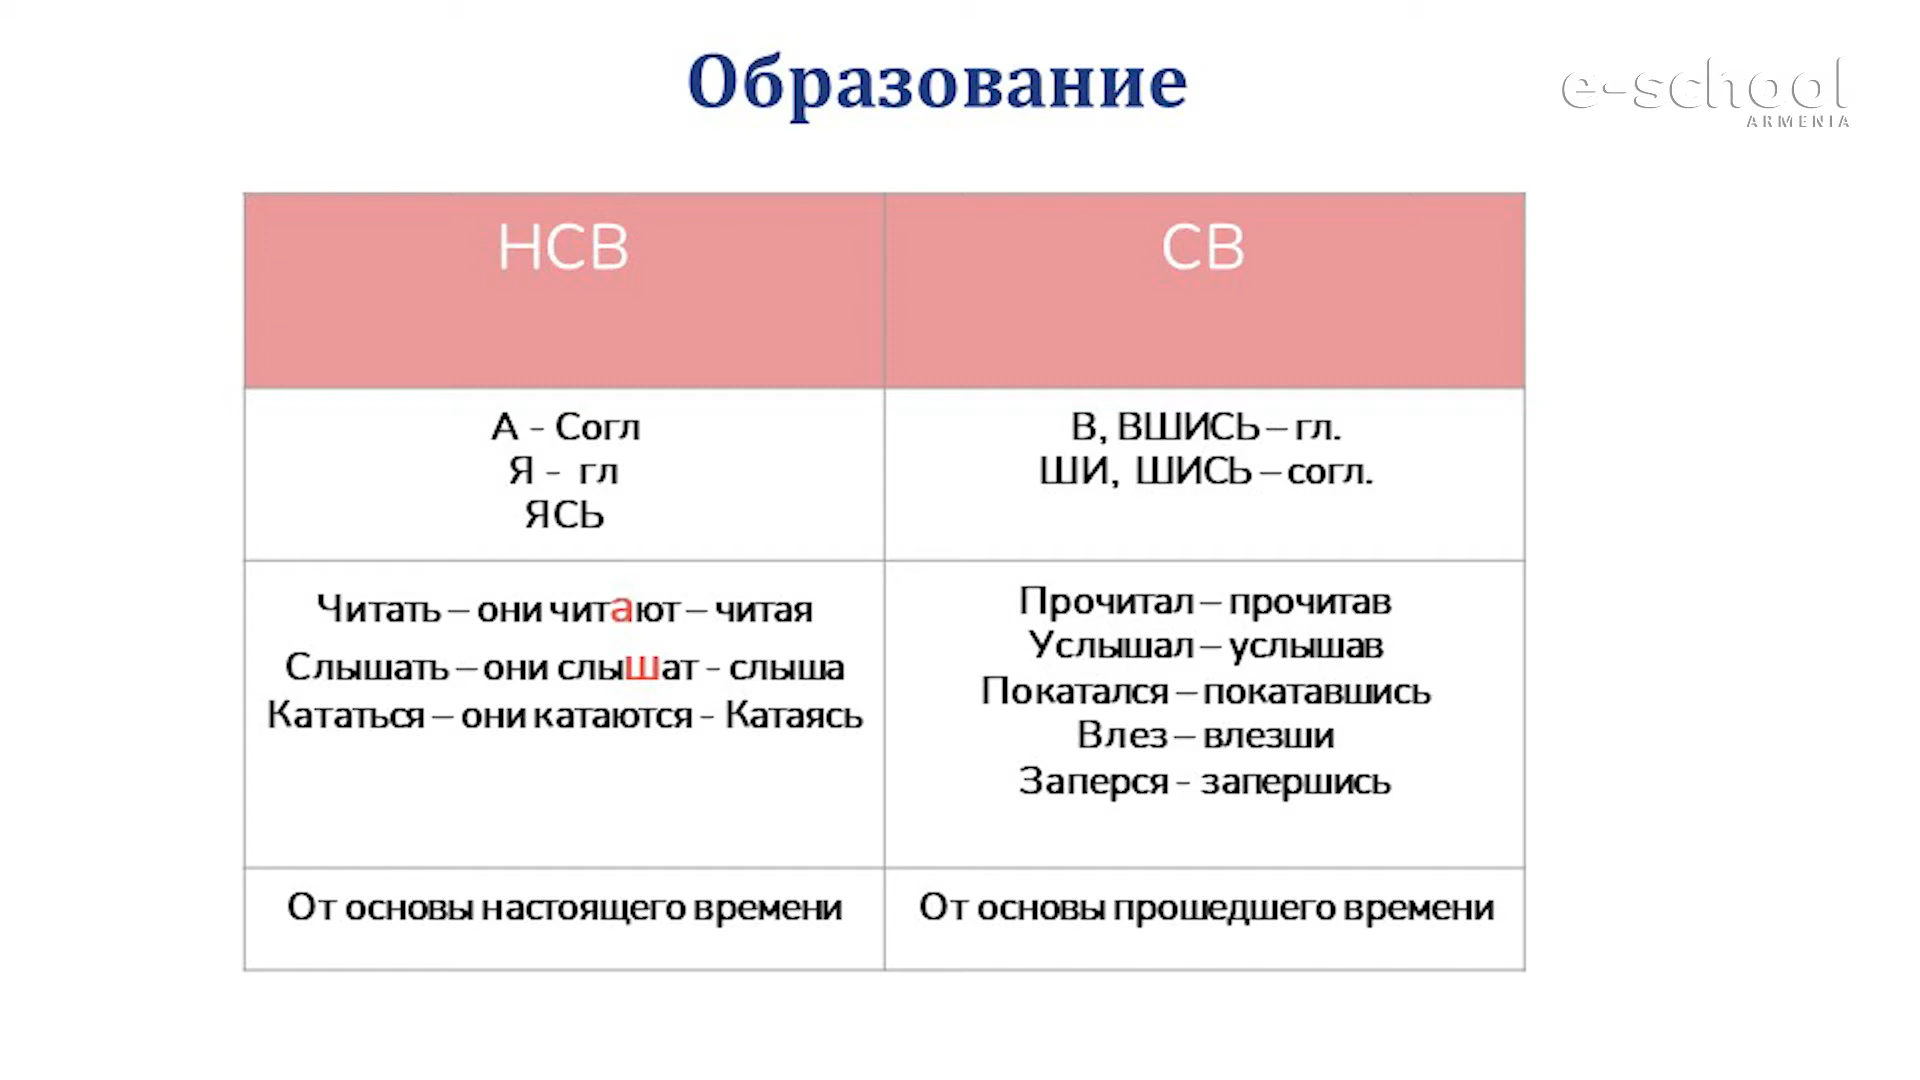 Образование
e-school
ARMENIA
НСВ
СВ
А - Согл
Я - гл
ЯСЬ
В, ВШИСЬ – гл.
ШИ, ШИСЬ – согл.
Читать – они читают – читая
Слышать – они слышат - слыша
Кататься – они катаются - Катаясь
Прочитал – прочитав
Услышал – услышав
Покатался – покатавшись
Влез – влезши
Заперся - запершись
От основы настоящего времени
От основы прошедшего времени